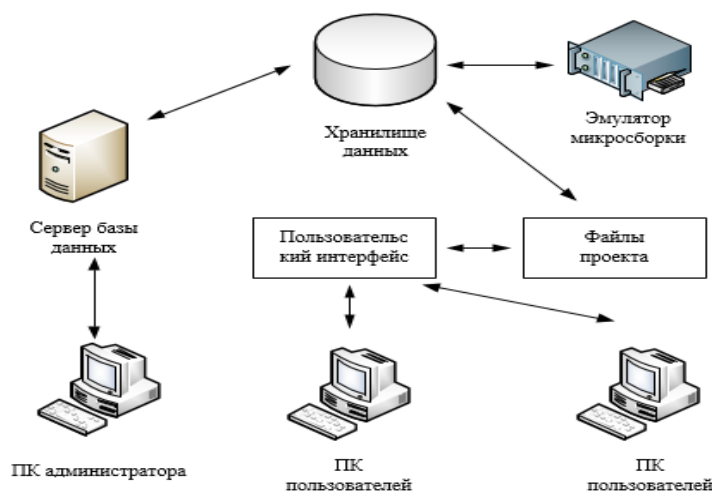 Хранилище
данных
Эмулятор
микросборки
Сервер базы
данных
Пользовательс
кий интерфейс
Файлы
проекта
ПК администратора
ПК
пользователей
ПК
пользователей